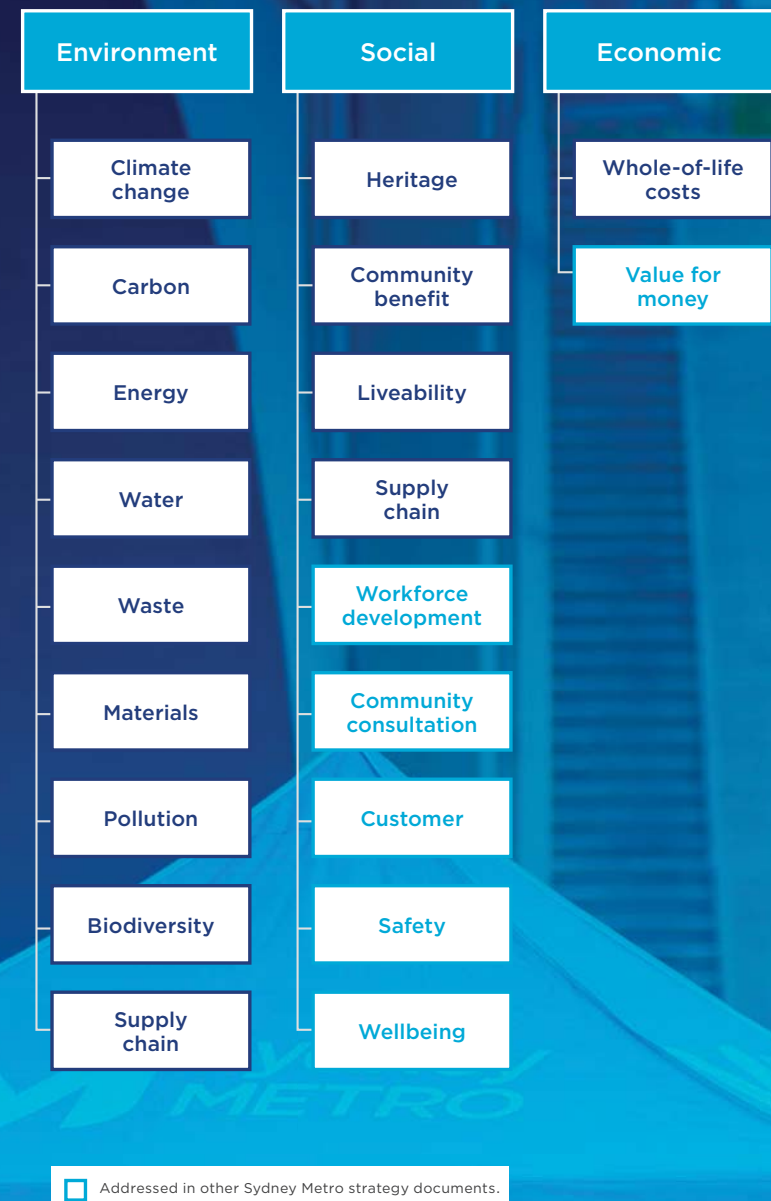 Environment
Climate
change
Carbon
Energy
Water
Waste
Materials
Pollution
Biodiversity
Supply
chain
Social
Heritage
Community
benefit
Liveability
Supply
chain
Workforce
development
Community
consultation
Customer
Safety
Wellbeing
Economic
Whole-of-life
costs
Value for
money
METRO
Addressed in other Sydney Metro strategy documents.